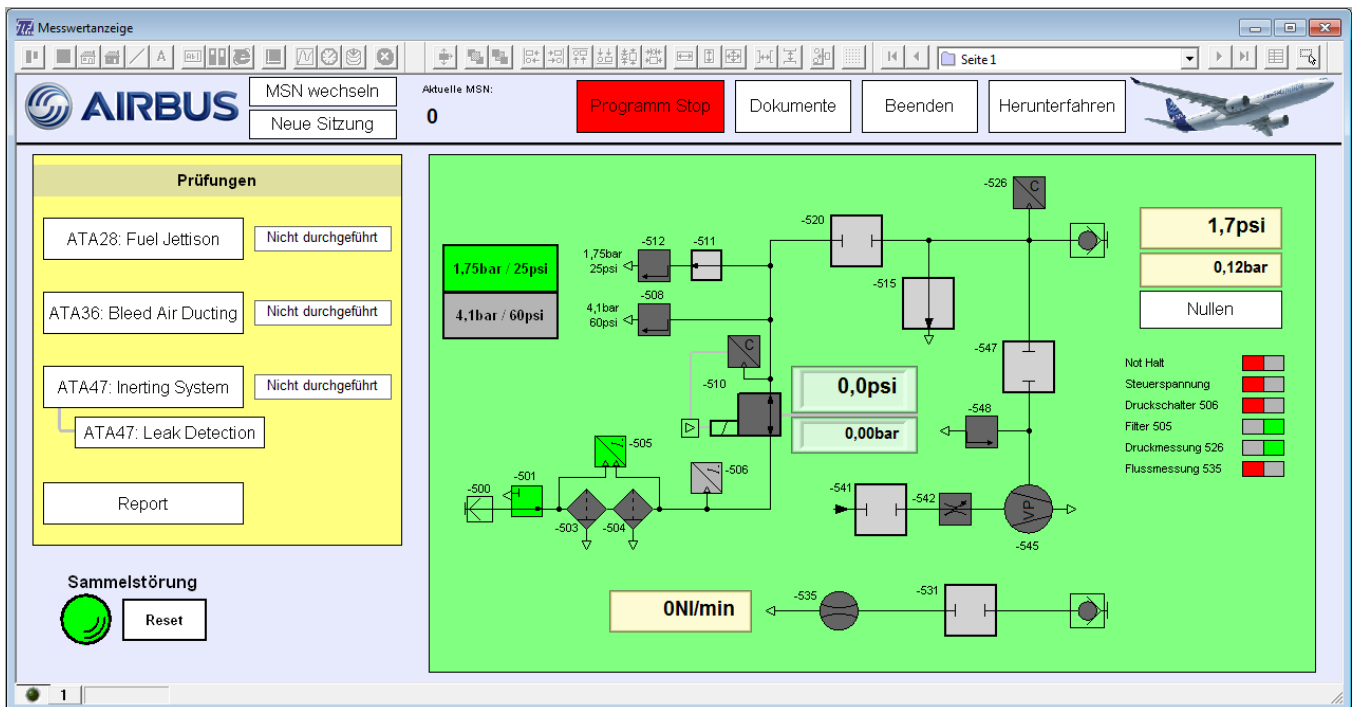 Messwertanzeige
Seite 1
AIRBUS
MSN wechseln
Neue Sitzung
Aktuelle MSN:
0
Programm Stop
Dokumente
Beenden
Herunterfahren
Prüfungen
ATA28: Fuel Jettison
Nicht durchgeführt
ATA36: Bleed Air Ducting
Nicht durchgeführt
ATA47: Inerting System
Nicht durchgeführt
ATA47: Leak Detection
Report
Sammelstörung
Reset
1,75bar / 25psi
4,1bar / 60psi
1,75bar
25psi
-512
-511
4,1bar
60psi
-508
-520
-526
C
-515
-547
C
-510
0,0psi
0,00bar
-548
-505
-506
-500
-501
-503
-504
-541
-542
VP
-545
0Nl/min
-535
-531
1,7psi
0,12bar
Nullen
Not Halt
Steuerspannung
Druckschalter 506
Filter 505
Druckmessung 526
Flussmessung 535
1